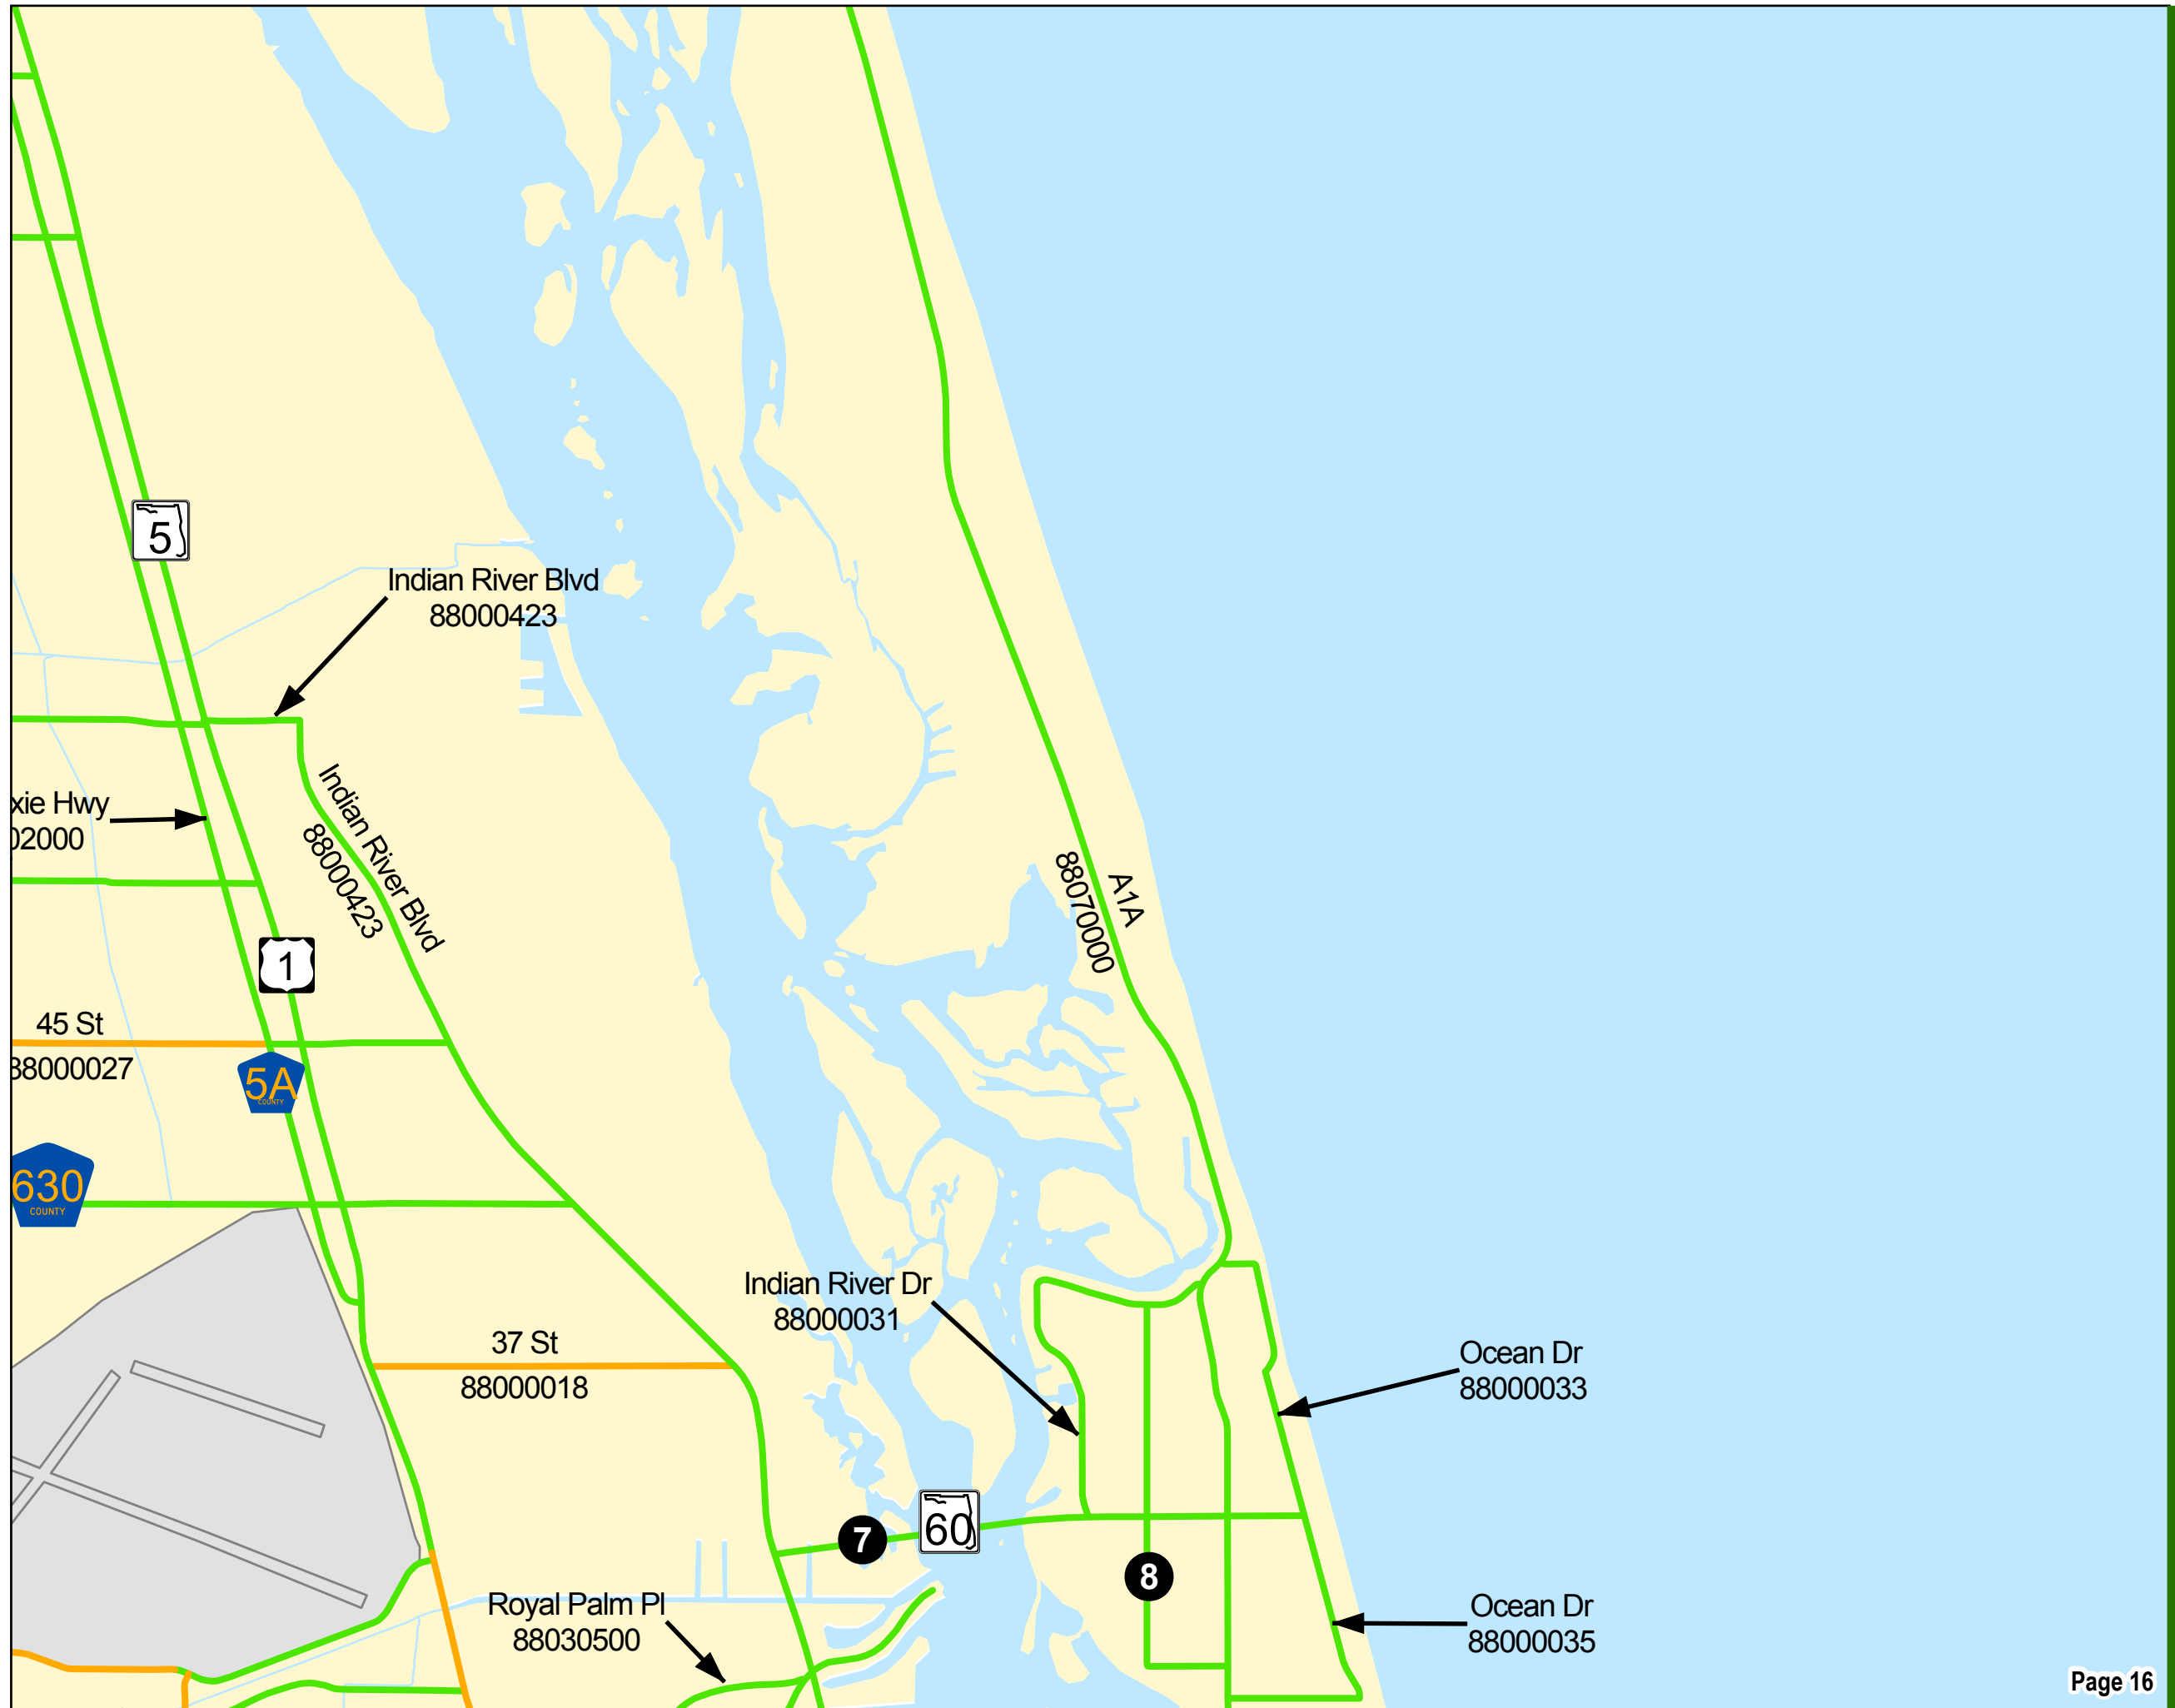 5
Indian River Blvd
88000423
xie Hwy
02000
Indian River Blvd
88000423
A1A
88070000
1
45 St
88000027
5A
COUNTY
630
COUNTY
Indian River Dr
88000031
37 St
88000018
Ocean Dr
88000033
7
60
8
Royal Palm Pl
88030500
Ocean Dr
88000035
Page 16